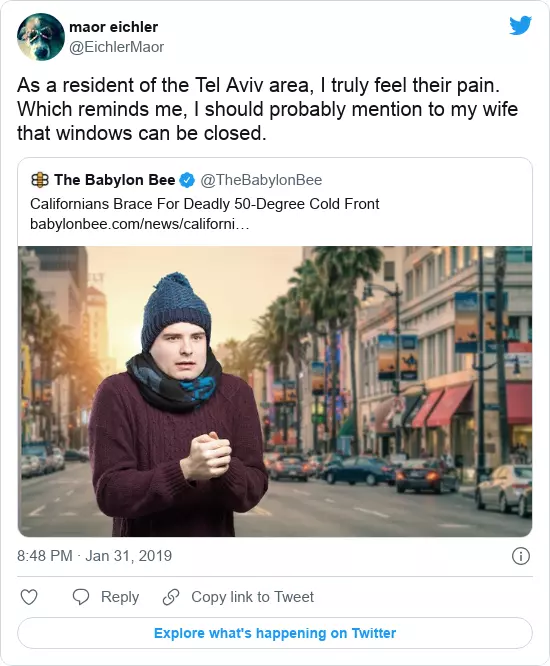 maor eichler
@EichlerMaor
As a resident of the Tel Aviv area, I truly feel their pain.
Which reminds me, I should probably mention to my wife
that windows can be closed.
The Babylon Bee @TheBabylonBee
Californians Brace For Deadly 50-Degree Cold Front
babylonbee.com/news/californi…
8:48 PM · Jan 31, 2019
Reply Copy link to Tweet
Explore what's happening on Twitter